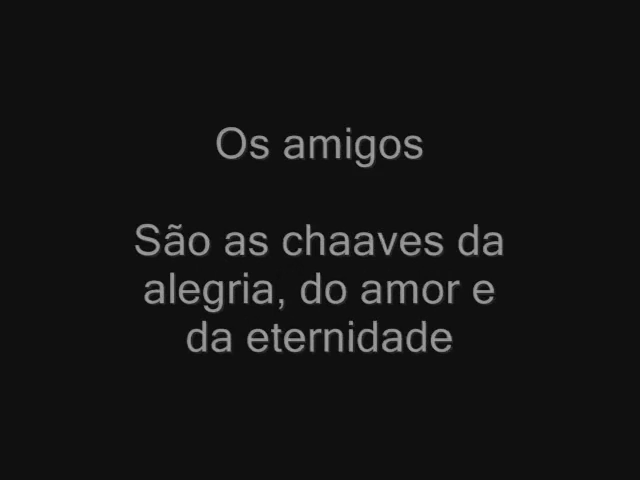 Os amigos
São as chaaves da
alegria, do amor e
da eternidade